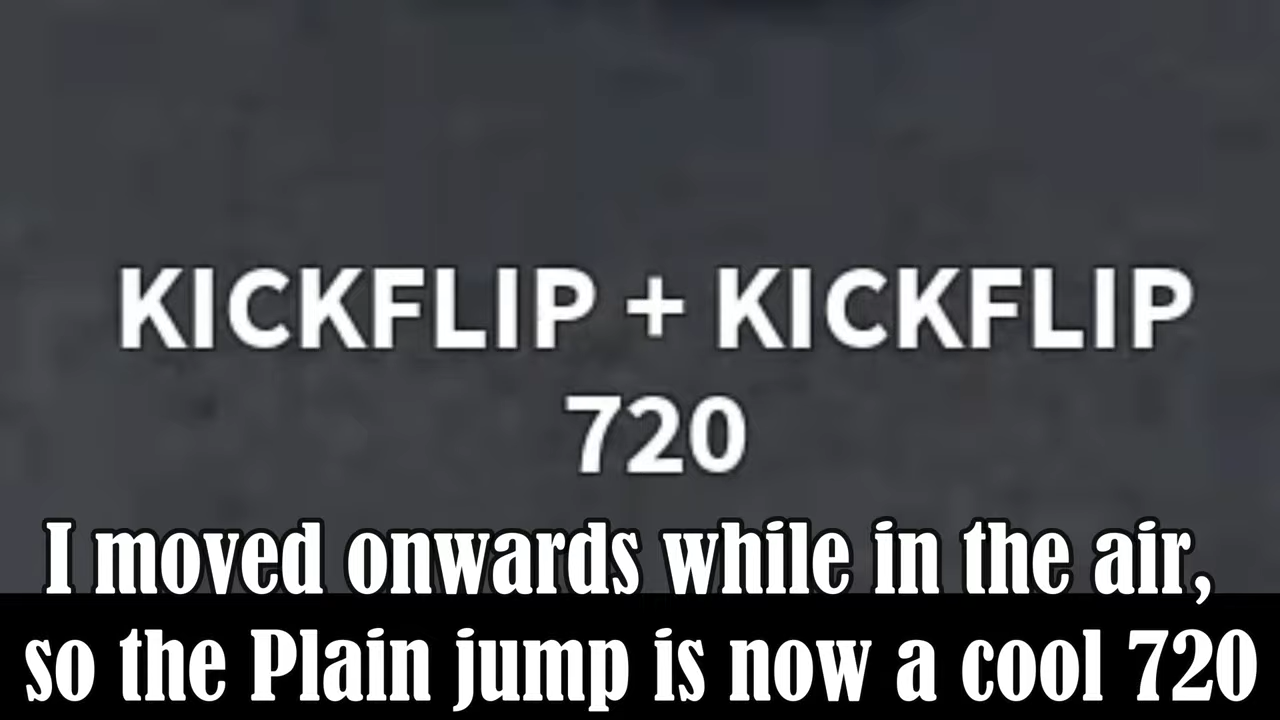 KICKFLIP + KICKFLIP
720
I moved onwards while in the air,
so the Plain jump is now a cool 720